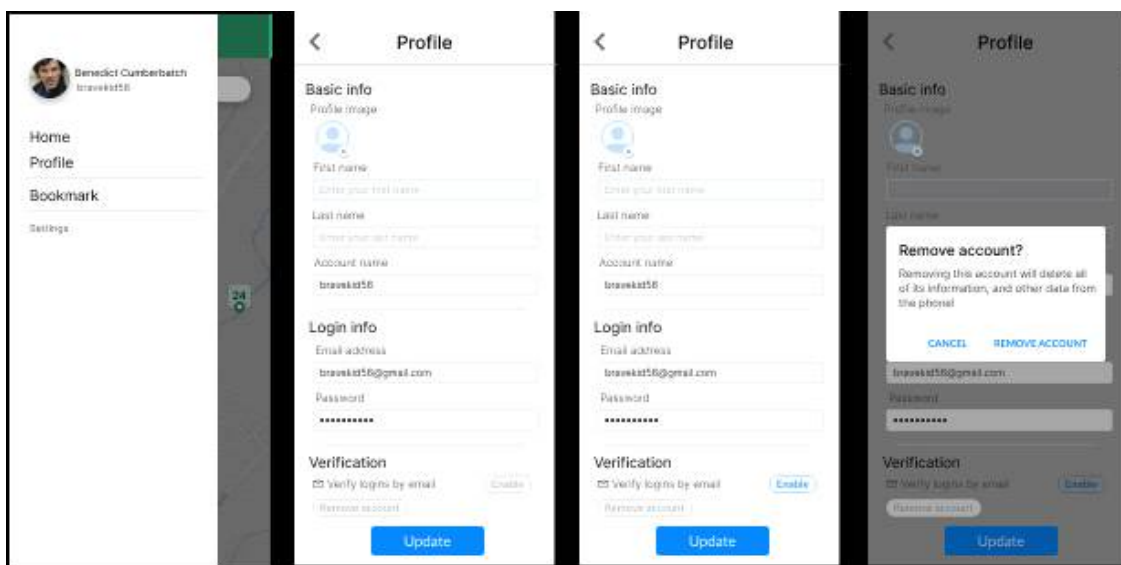 Benedict Cumberbatch
bravekid56
Home
Profile
Bookmark
Settings
24
Profile
Basic info
Profile image
First name
Enter your first name
Last name
Enter your last name
Account name
bravekid56
Login info
Email address
bravekid56@gmail.com
Password
••••••••••
Verification
Verify logins by email
Enable
Remove account
Update
Profile
Basic info
Profile image
First name
Enter your first name
Last name
Enter your last name
Account name
bravekid56
Login info
Email address
bravekid56@gmail.com
Password
••••••••••
Verification
Verify logins by email
Enable
Remove account
Update
Profile
Basic info
Profile image
First name
Last name
Remove account?
Removing this account will delete all
of its information, and other data from
the phone!
CANCEL REMOVE ACCOUNT
bravekid56@gmail.com
Password
••••••••••
Verification
Verify logins by email
Enable
Remove account
Update